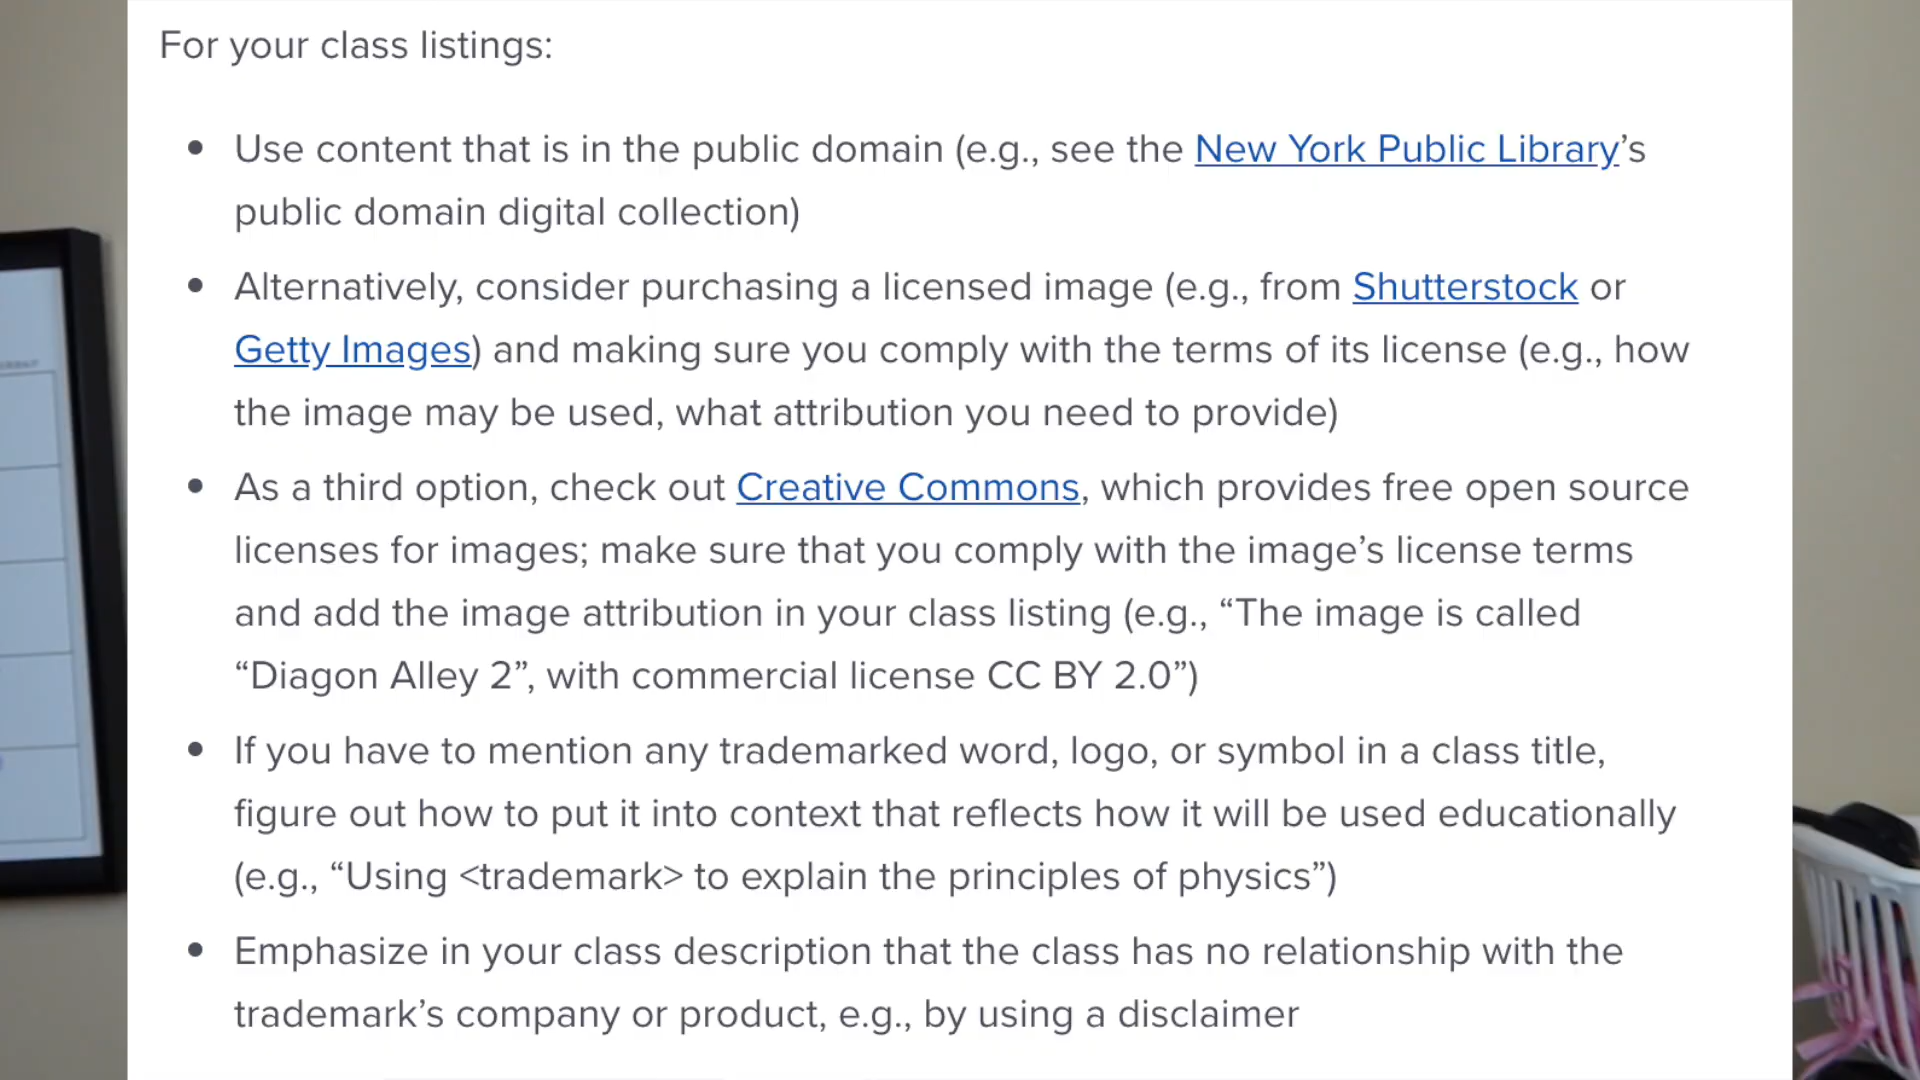 For your class listings:
• Use content that is in the public domain (e.g., see the New York Public Library’s
public domain digital collection)
• Alternatively, consider purchasing a licensed image (e.g., from Shutterstock or
Getty Images) and making sure you comply with the terms of its license (e.g., how
the image may be used, what attribution you need to provide)
• As a third option, check out Creative Commons, which provides free open source
licenses for images; make sure that you comply with the image’s license terms
and add the image attribution in your class listing (e.g., “The image is called
“Diagon Alley 2”, with commercial license CC BY 2.0”)
• If you have to mention any trademarked word, logo, or symbol in a class title,
figure out how to put it into context that reflects how it will be used educationally
(e.g., “Using <trademark> to explain the principles of physics”)
• Emphasize in your class description that the class has no relationship with the
trademark’s company or product, e.g., by using a disclaimer